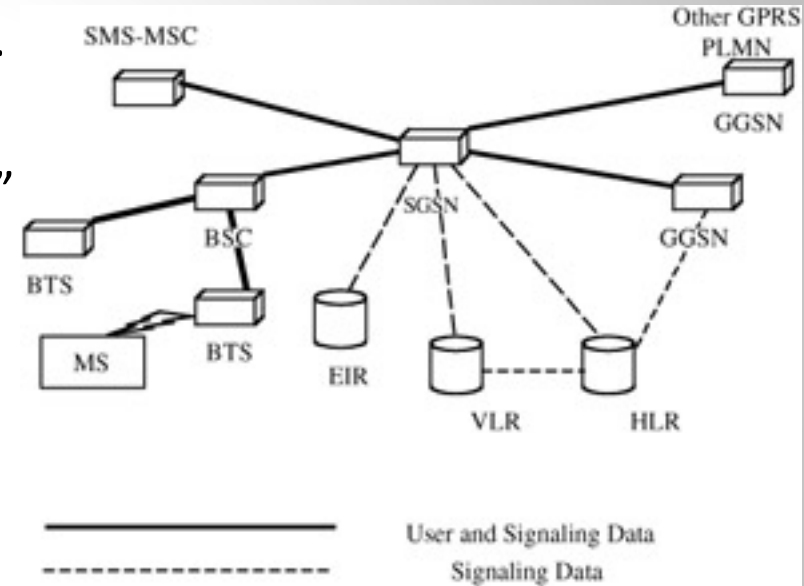 Other GPRS
PLMN
SMS-MSC
GGSN
”
SGSN
BSC
GGSN
BTS
BTS
MS
EIR
VLR
HLR
User and Signaling Data
Signaling Data